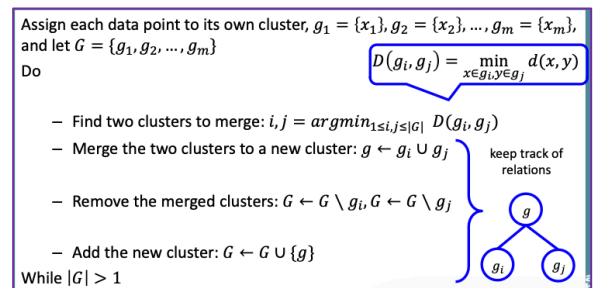 Assign each data point to its own cluster, g₁ = {x₁}, g₂ = {x₂}, ..., gₘ = {xₘ},
and let G = {g₁, g₂, ..., gₘ}
D(gᵢ, gⱼ) = min d(x, y)
x∈gᵢ,y∈gⱼ
Do
– Find two clusters to merge: i, j = argmin₁≤i,j≤|G| D(gᵢ, gⱼ)
– Merge the two clusters to a new cluster: g ← gᵢ ∪ gⱼ
keep track of
relations
– Remove the merged clusters: G ← G \ gᵢ, G ← G \ gⱼ
g
– Add the new cluster: G ← G ∪ {g}
gᵢ gⱼ
While |G| > 1